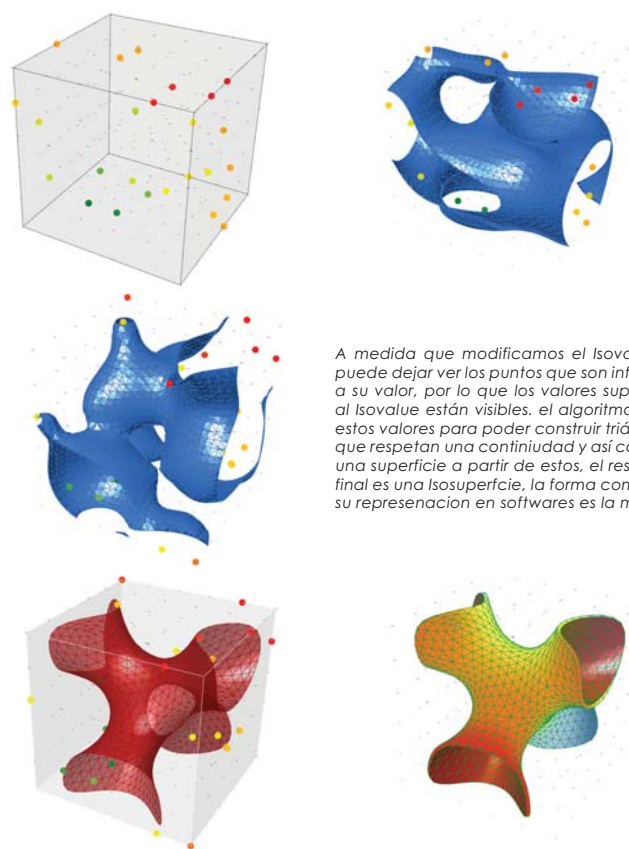 A medida que modificamos el Isova
puede dejar ver los puntos que son inf
a su valor, por lo que los valores sup
al Isovalue están visibles. el algoritmo
estos valores para poder construir triá
que respetan una continiudad y así co
una superficie a partir de estos, el res
final es una Isosuperfcie, la forma com
su represenacion en softwares es la m